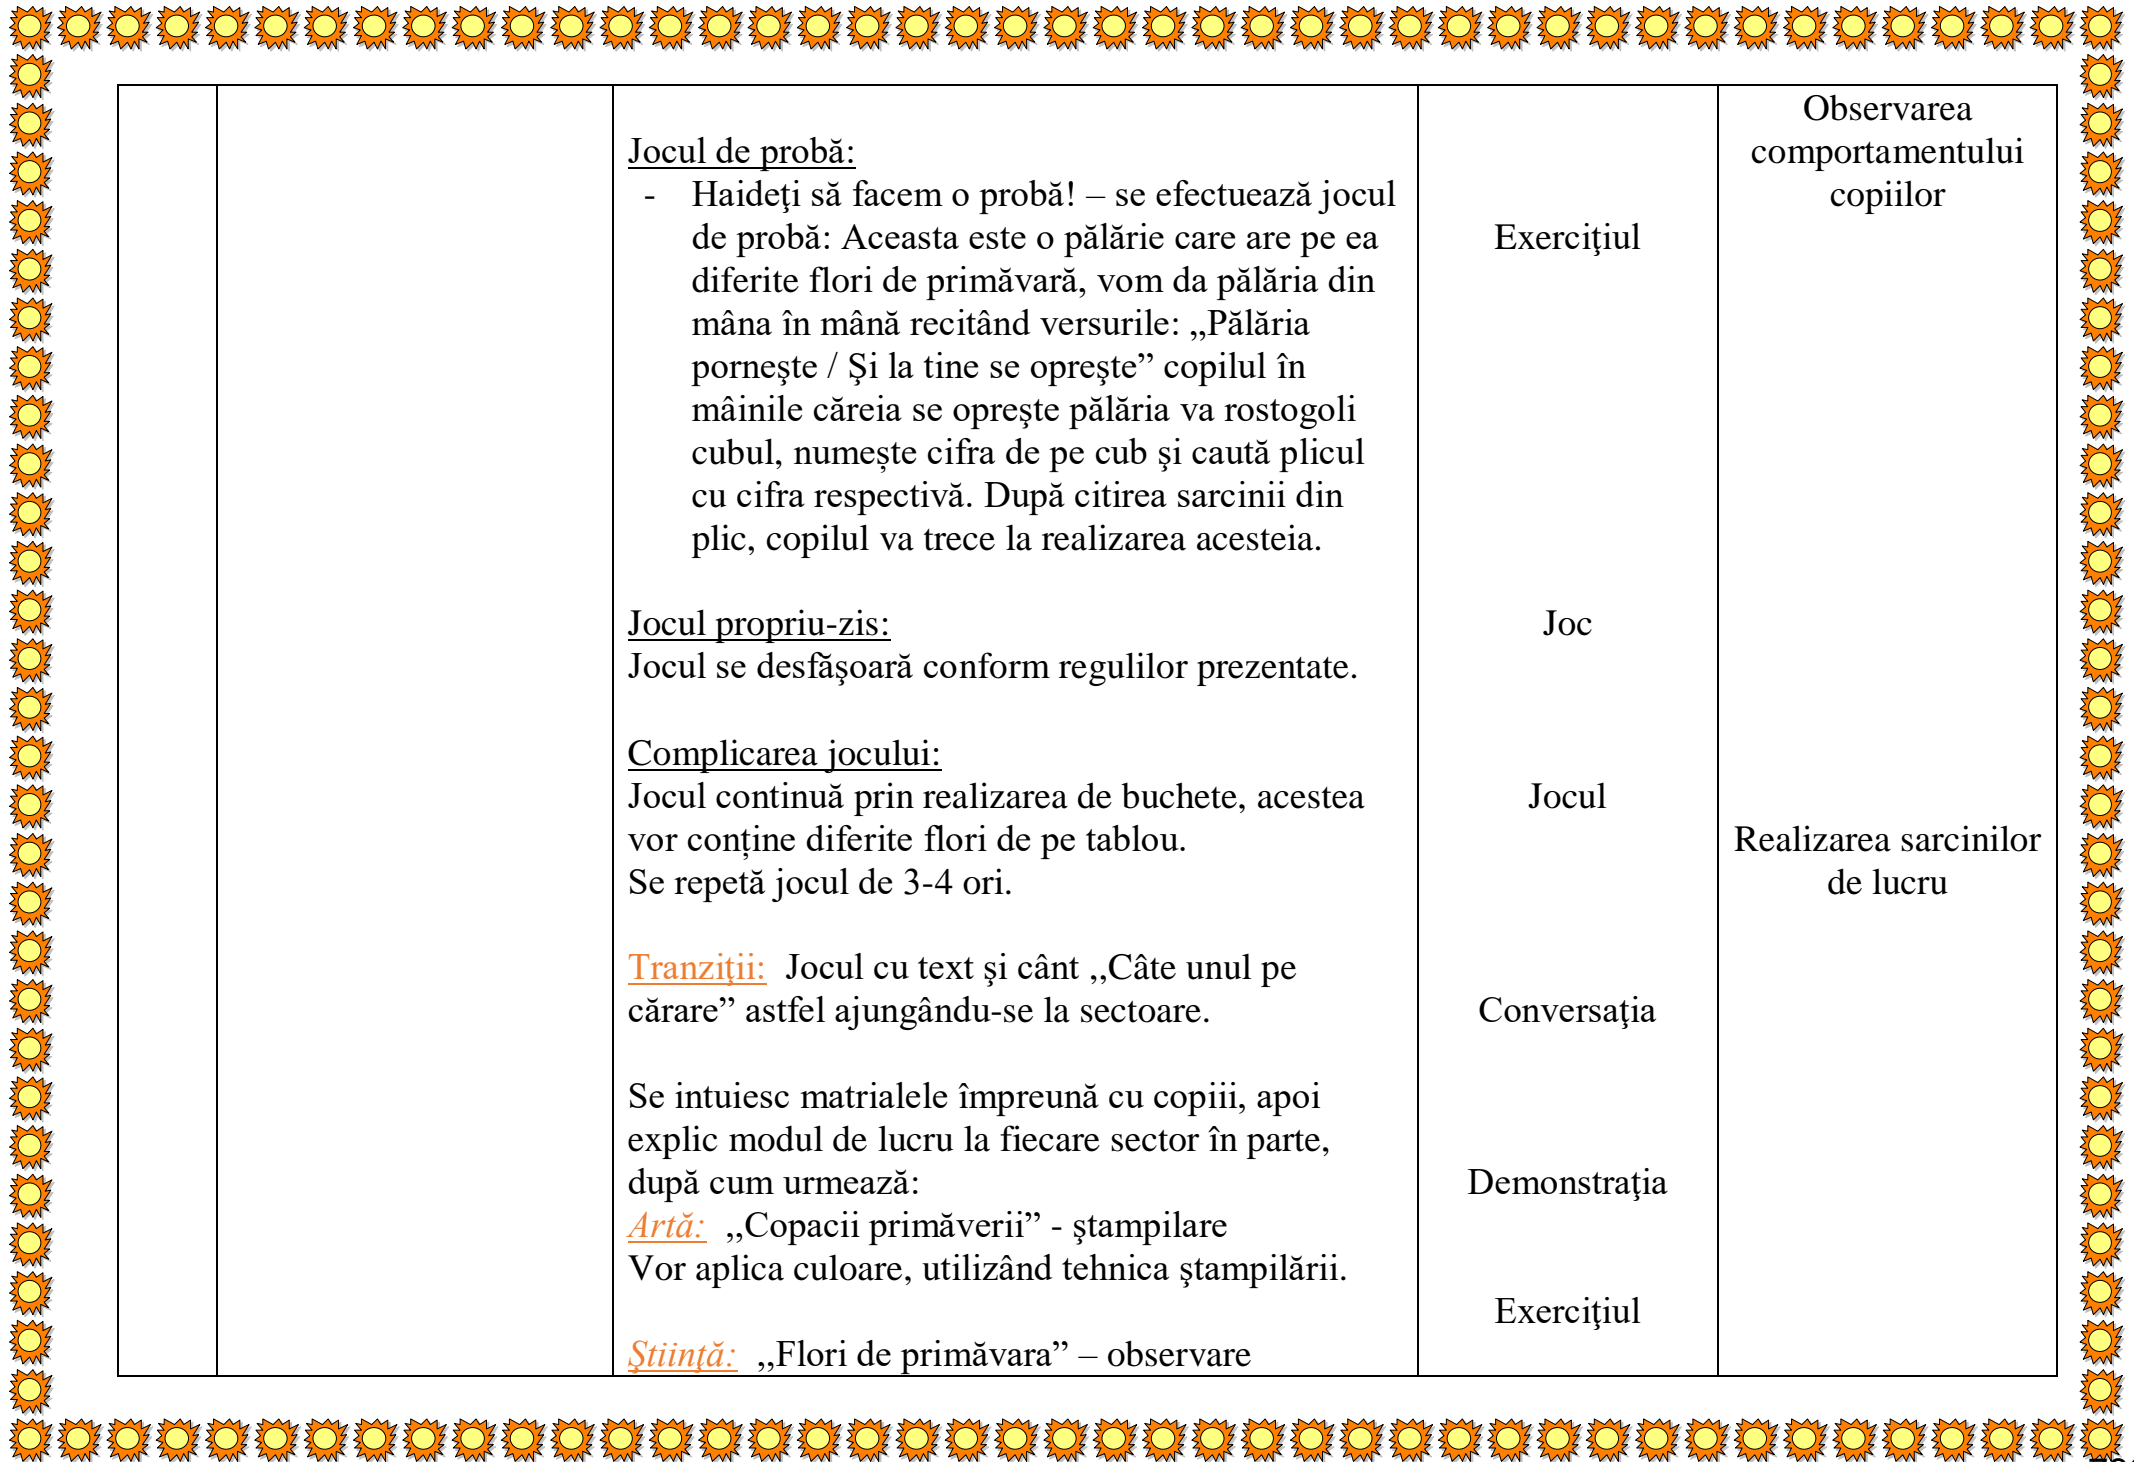 Jocul de probă:
- Haideţi să facem o probă! – se efectuează jocul
de probă: Aceasta este o pălărie care are pe ea
diferite flori de primăvară, vom da pălăria din
mâna în mână recitând versurile: ,,Pălăria
porneşte / Şi la tine se opreşte” copilul în
mâinile căreia se opreşte pălăria va rostogoli
cubul, numește cifra de pe cub şi caută plicul
cu cifra respectivă. După citirea sarcinii din
plic, copilul va trece la realizarea acesteia.
Jocul propriu-zis:
Jocul se desfăşoară conform regulilor prezentate.
Complicarea jocului:
Jocul continuă prin realizarea de buchete, acestea
vor conține diferite flori de pe tablou.
Se repetă jocul de 3-4 ori.
Tranziţii: Jocul cu text şi cânt ,,Câte unul pe
cărare” astfel ajungându-se la sectoare.
Se intuiesc matrialele împreună cu copiii, apoi
explic modul de lucru la fiecare sector în parte,
după cum urmează:
Artă: ,,Copacii primăverii” - ştampilare
Vor aplica culoare, utilizând tehnica ştampilării.
Ştiinţă: ,,Flori de primăvara” – observare
Exerciţiul
Joc
Jocul
Conversaţia
Demonstraţia
Exerciţiul
Observarea
comportamentului
copiilor
Realizarea sarcinilor
de lucru